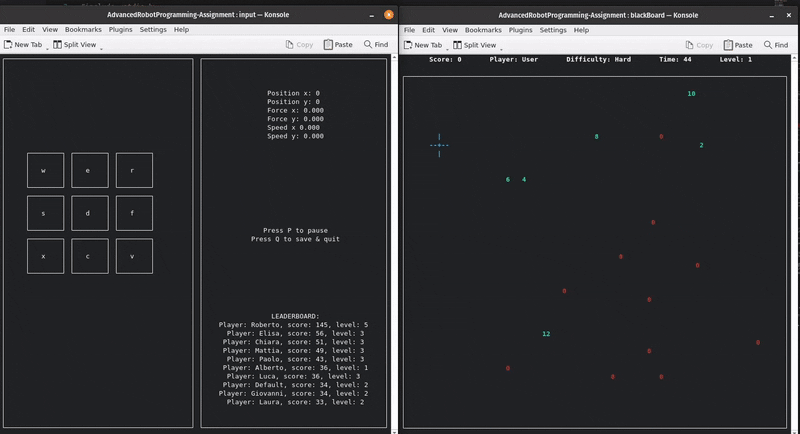 AdvancedRobotProgramming-Assignment : input — Konsole
File Edit View Bookmarks Plugins Settings Help
New Tab Split View Copy Paste Find
w e r
s d f
x c v
Position x: 0
Position y: 0
Force x: 0.000
Force y: 0.000
Speed x 0.000
Speed y: 0.000
Press P to pause
Press Q to save & quit
LEADERBOARD:
Player: Roberto, score: 145, level: 5
Player: Elisa, score: 56, level: 3
Player: Chiara, score: 51, level: 3
Player: Mattia, score: 49, level: 3
Player: Paolo, score: 43, level: 3
Player: Alberto, score: 36, level: 1
Player: Luca, score: 36, level: 3
Player: Default, score: 34, level: 2
Player: Giovanni, score: 34, level: 2
Player: Laura, score: 33, level: 2
AdvancedRobotProgramming-Assignment : blackBoard — Konsole
File Edit View Bookmarks Plugins Settings Help
New Tab Split View Copy Paste Find
Score: 0 Player: User Difficulty: Hard Time: 44 Level: 1
10
8 0
2
6 4
0
0
0
0
0
12
0
0
0
0 0